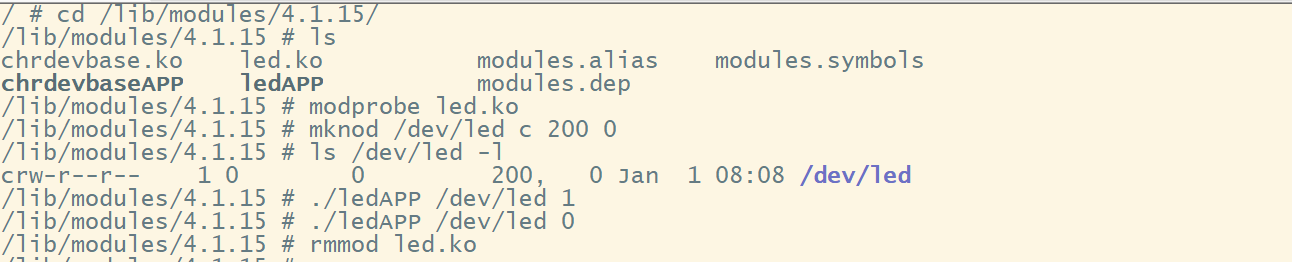 / # cd /lib/modules/4.1.15/
/lib/modules/4.1.15 # ls
chrdevbase.ko    led.ko           modules.alias    modules.symbols
chrdevbaseAPP    ledAPP           modules.dep
/lib/modules/4.1.15 # modprobe led.ko
/lib/modules/4.1.15 # mknod /dev/led c 200 0
/lib/modules/4.1.15 # ls /dev/led -l
crw-r--r--    1 0        0         200,   0 Jan  1 08:08 /dev/led
/lib/modules/4.1.15 # ./ledAPP /dev/led 1
/lib/modules/4.1.15 # ./ledAPP /dev/led 0
/lib/modules/4.1.15 # rmmod led.ko